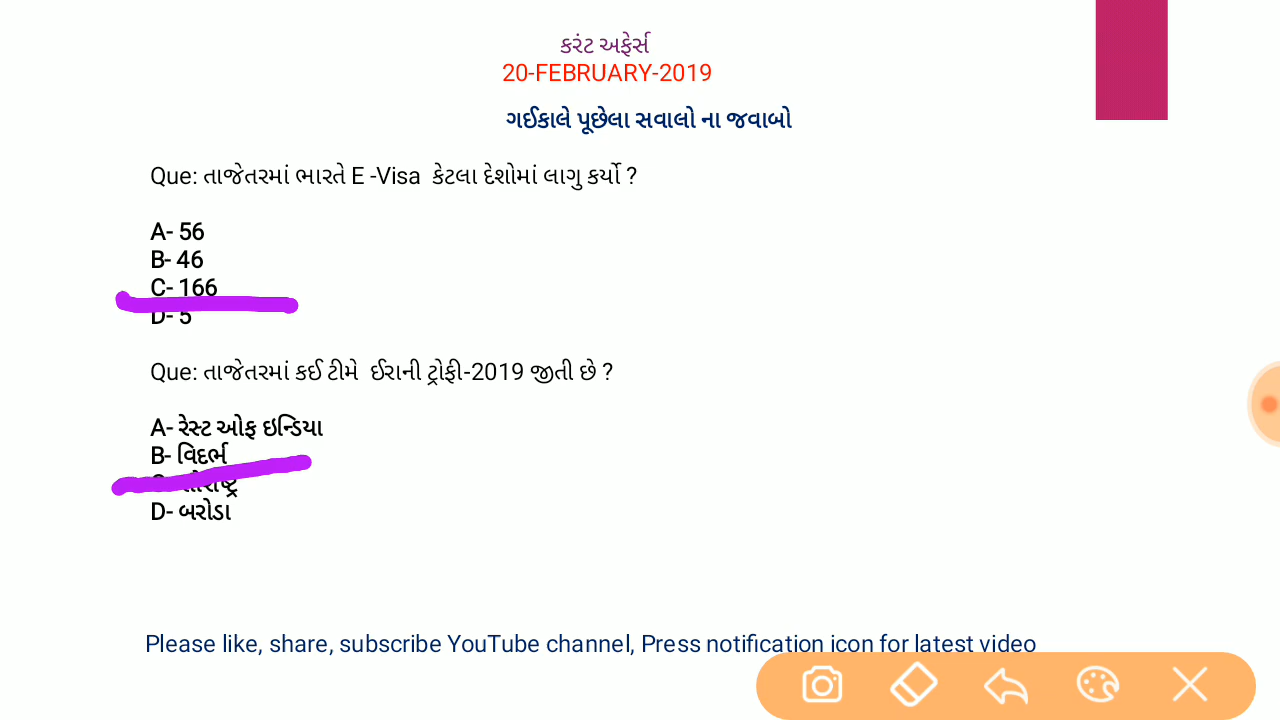 કરંટ અફેર્સ
20-FEBRUARY-2019
ગઈકાલે પૂછેલા સવાલો ના જવાબો
Que: તાજેતરમાં ભારતે E -Visa કેટલા દેશોમાં લાગુ કર્યો ?
A- 56
B- 46
C- 166
D- 5
Que: તાજેતરમાં કઈ ટીમે ઈરાની ટ્રોફી-2019 જીતી છે ?
A- રેસ્ટ ઓફ ઇન્ડિયા
B- વિદર્ભ
D- બરોડા
Please like, share, subscribe YouTube channel, Press notification icon for latest video